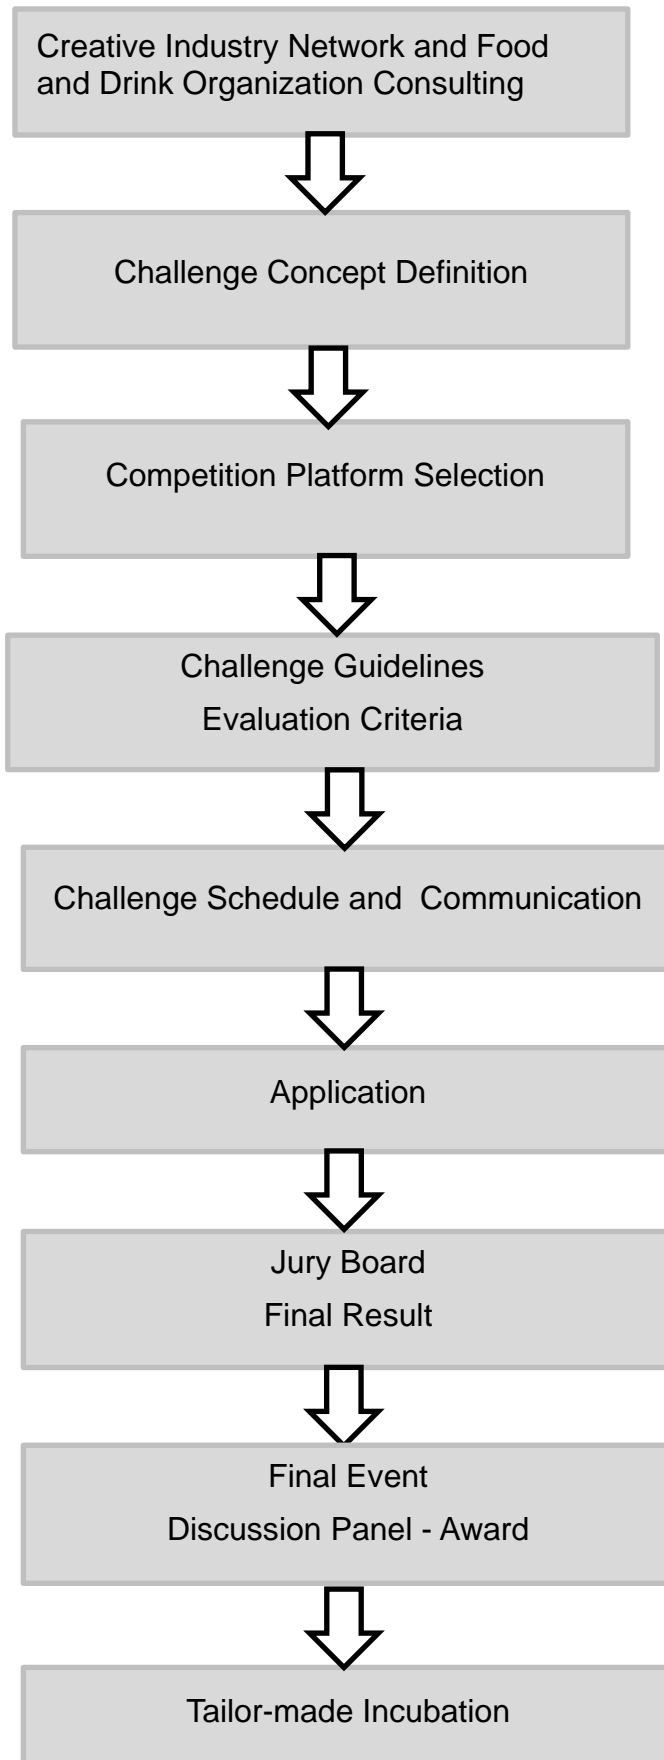 Creative Industry Network and Food
and Drink Organization Consulting
Challenge Concept Definition
Competition Platform Selection
Challenge Guidelines
Evaluation Criteria
Challenge Schedule and Communication
Application
Jury Board
Final Result
Final Event
Discussion Panel - Award
Tailor-made Incubation